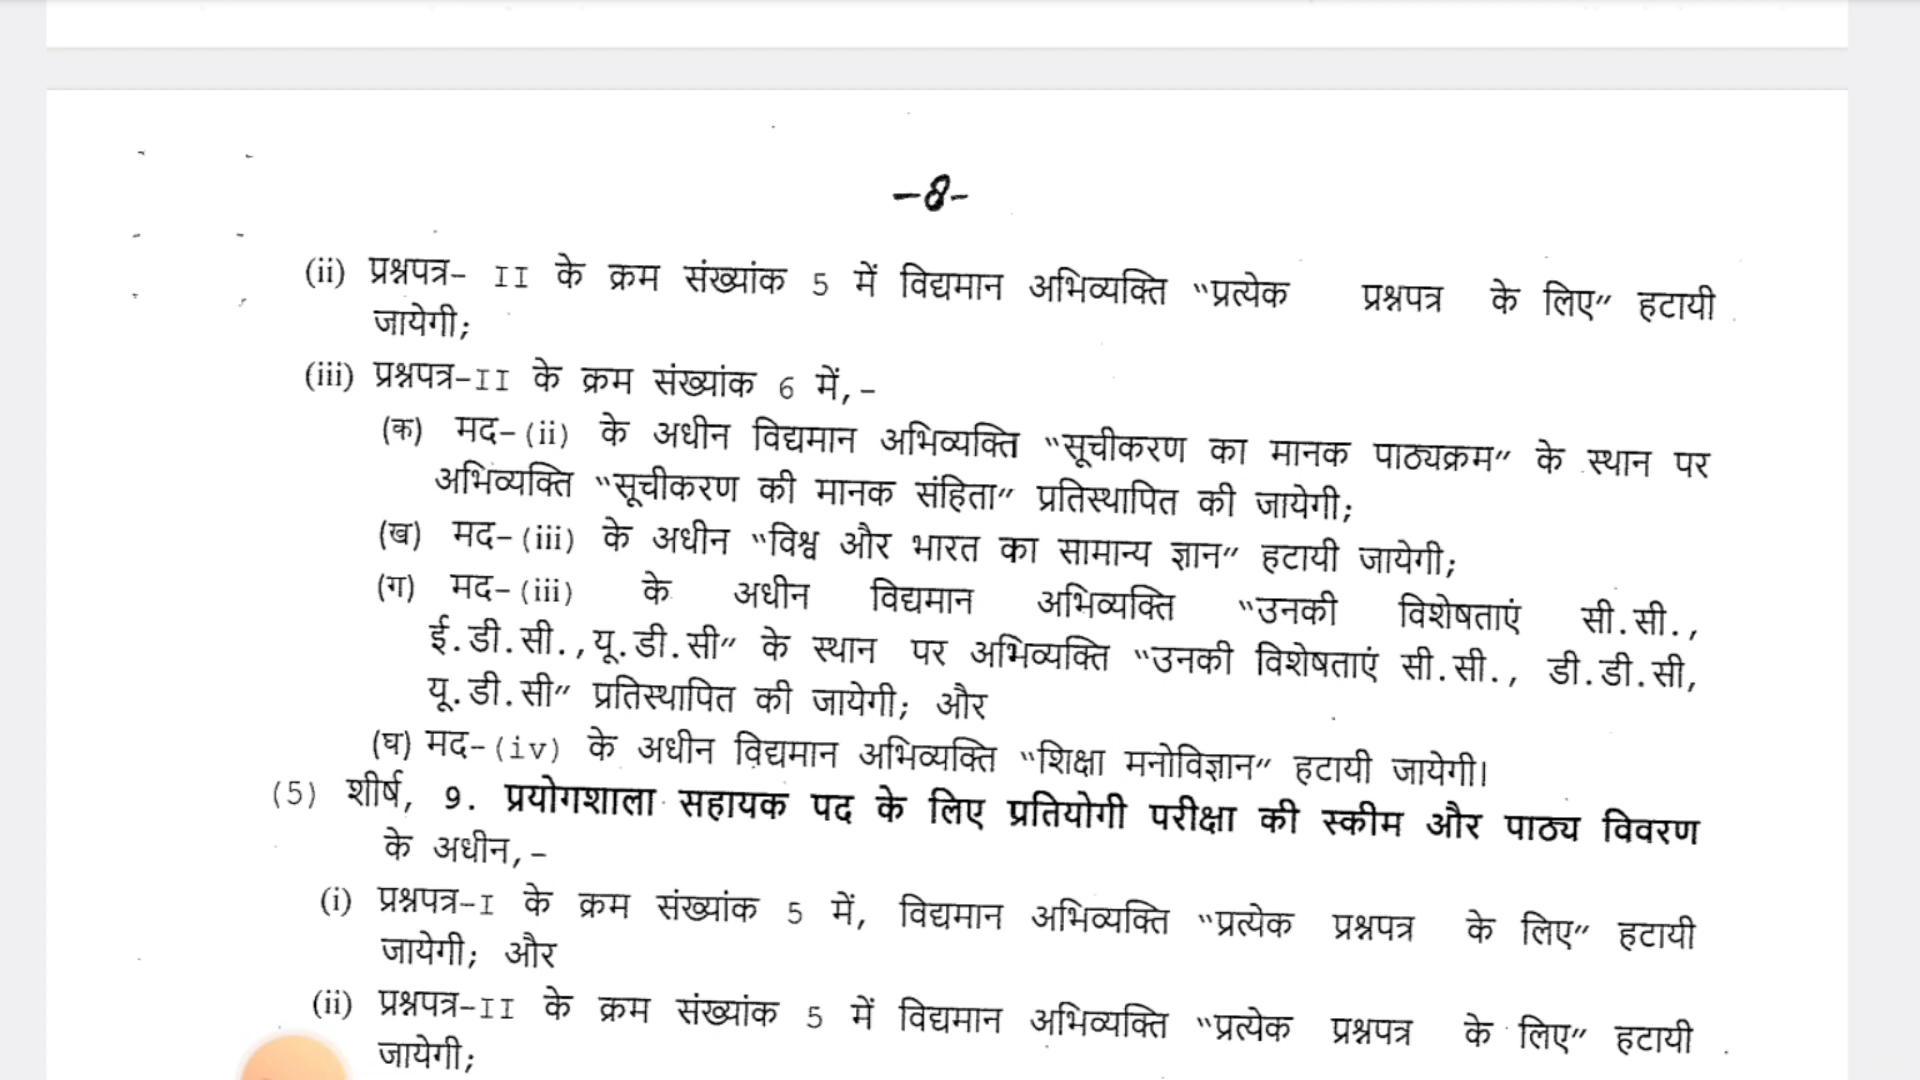 -8-
(ii) प्रश्नपत्र- II के क्रम संख्यांक 5 में विद्यमान अभिव्यक्ति "प्रत्येक प्रश्नपत्र के लिए" हटायी
जायेगी;
(iii) प्रश्नपत्र-II के क्रम संख्यांक 6 में,-
(क) मद-(ii) के अधीन विद्यमान अभिव्यक्ति "सूचीकरण का मानक पाठ्यक्रम" के स्थान पर
अभिव्यक्ति "सूचीकरण की मानक संहिता" प्रतिस्थापित की जायेगी;
(ख) मद-(iii) के अधीन "विश्व और भारत का सामान्य ज्ञान" हटायी जायेगी;
(ग) मद-(iii) के अधीन विद्यमान अभिव्यक्ति "उनकी विशेषताएं सी.सी.,
ई.डी.सी.,यू.डी.सी" के स्थान पर अभिव्यक्ति "उनकी विशेषताएं सी.सी., डी.डी.सी,
यू.डी.सी" प्रतिस्थापित की जायेगी; और
(घ) मद-(iv) के अधीन विद्यमान अभिव्यक्ति "शिक्षा मनोविज्ञान" हटायी जायेगी।
(5) शीर्ष, 9. प्रयोगशाला सहायक पद के लिए प्रतियोगी परीक्षा की स्कीम और पाठ्य विवरण
के अधीन,-
(i) प्रश्नपत्र-I के क्रम संख्यांक 5 में, विद्यमान अभिव्यक्ति "प्रत्येक प्रश्नपत्र के लिए" हटायी
जायेगी; और
(ii) प्रश्नपत्र-II के क्रम संख्यांक 5 में विद्यमान अभिव्यक्ति "प्रत्येक प्रश्नपत्र के लिए" हटायी
जायेगी;